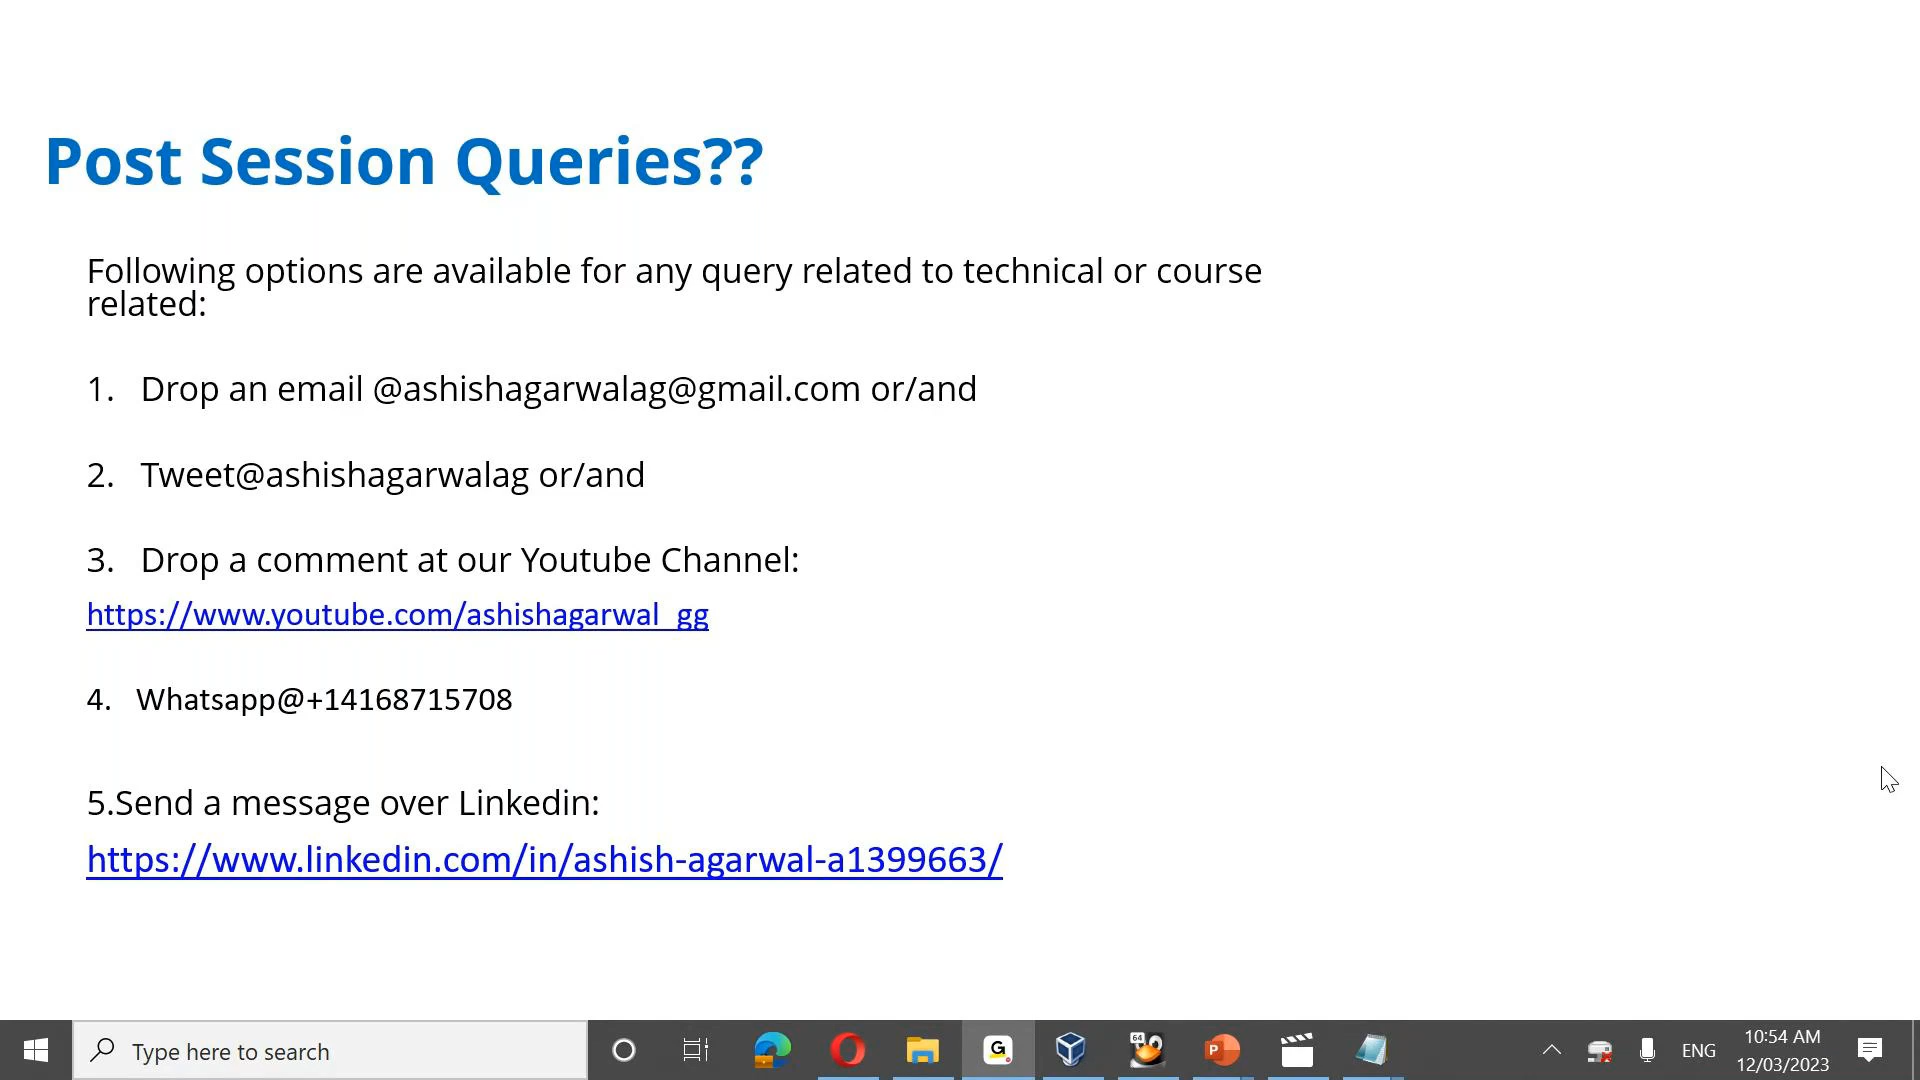 Post Session Queries??
Following options are available for any query related to technical or course
related:
1. Drop an email @ashishagarwalag@gmail.com or/and
2. Tweet@ashishagarwalag or/and
3. Drop a comment at our Youtube Channel:
https://www.youtube.com/ashishagarwal_gg
4. Whatsapp@+14168715708
5.Send a message over Linkedin:
https://www.linkedin.com/in/ashish-agarwal-a1399663/
Type here to search
G
64
P
ENG
10:54 AM
12/03/2023